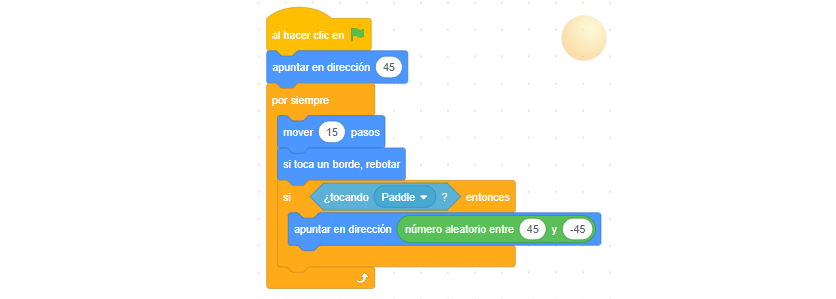 al hacer clic en
apuntar en dirección 45
por siempre
mover 15 pasos
si toca un borde, rebotar
si ¿tocando Paddle ? entonces
apuntar en dirección número aleatorio entre 45 y -45